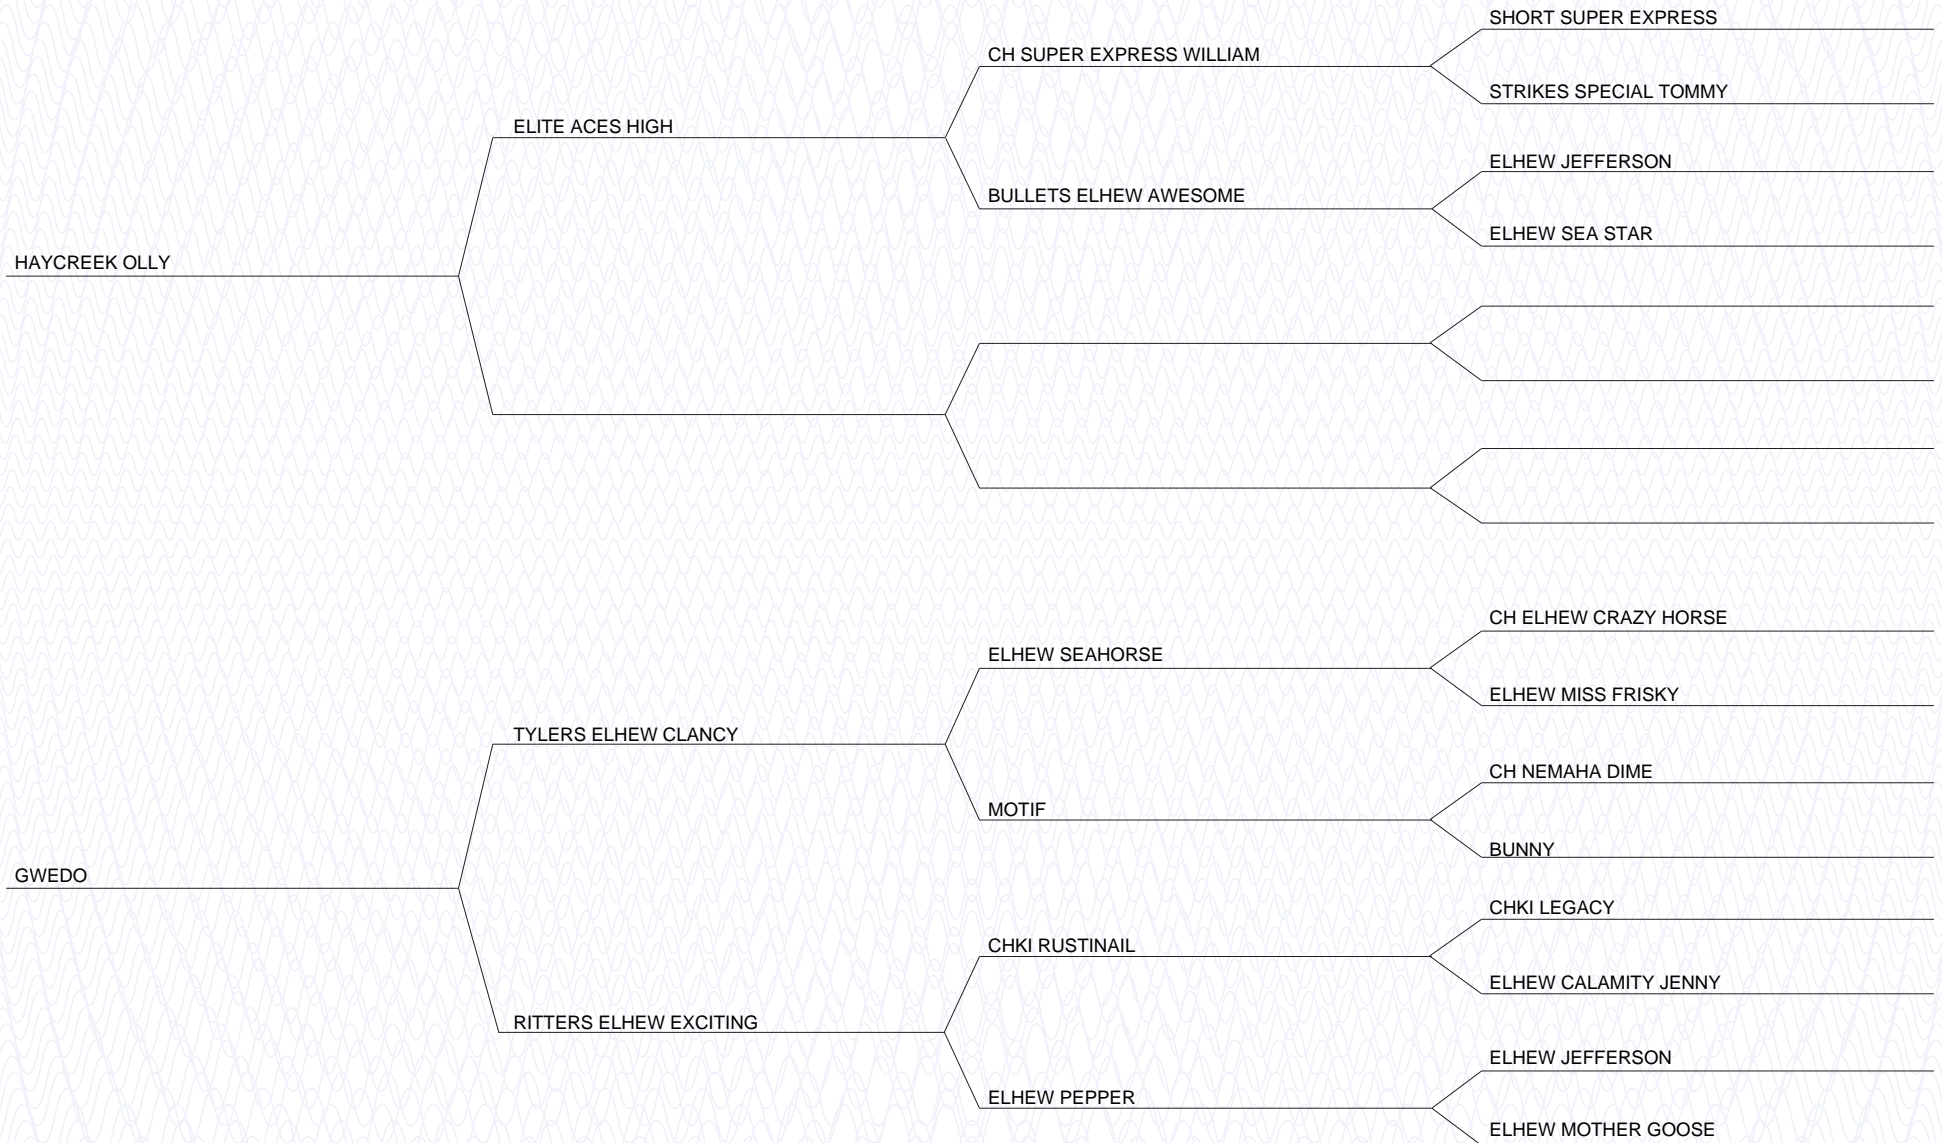 SHORT SUPER EXPRESS
CH SUPER EXPRESS WILLIAM
STRIKES SPECIAL TOMMY
ELITE ACES HIGH
ELHEW JEFFERSON
BULLETS ELHEW AWESOME
ELHEW SEA STAR
HAYCREEK OLLY
CH ELHEW CRAZY HORSE
ELHEW SEAHORSE
ELHEW MISS FRISKY
TYLERS ELHEW CLANCY
CH NEMAHA DIME
MOTIF
BUNNY
GWEDO
CHKI LEGACY
CHKI RUSTINAIL
ELHEW CALAMITY JENNY
RITTERS ELHEW EXCITING
ELHEW JEFFERSON
ELHEW PEPPER
ELHEW MOTHER GOOSE